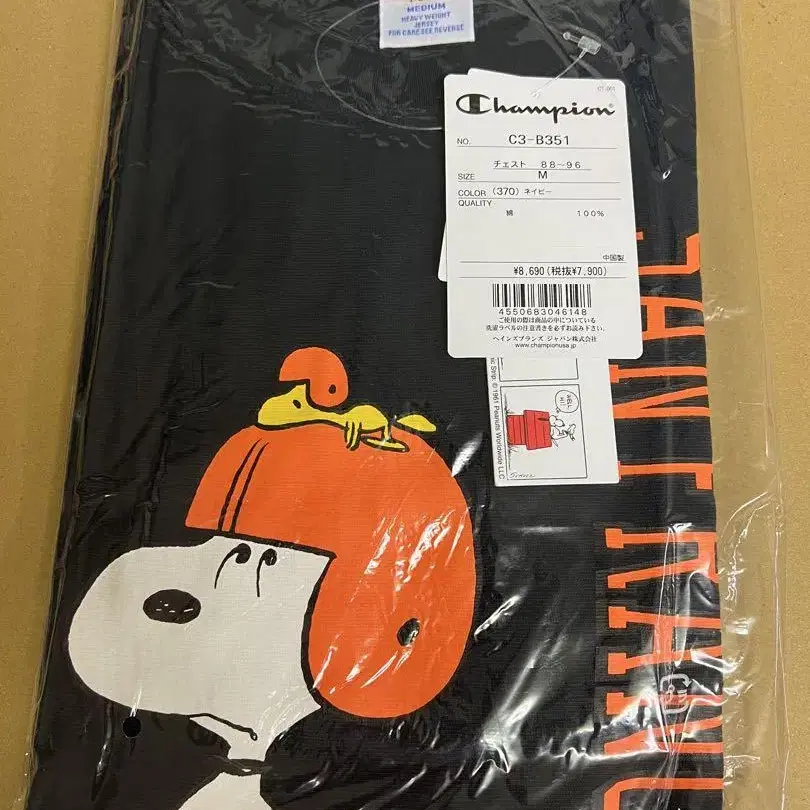 MEDIUM
HEAVY WEIGHT
JERSEY
FOR CARE SEE REVERSE
CT-001
Champion
NO. C3-B351
チェスト 88~96
SIZE M
COLOR (370) ネイビー
QUALITY
綿 100%
中国製
¥8,690(税抜¥7,900)
4550683046148
ご使用の際は商品の中についている
洗濯ラベルの注意書きを必ずお読み下さい。
ヘインズブランズ ジャパン株式会社
www.championusa.jp
ic Strip. © 1961 Peanuts Worldwide LLC